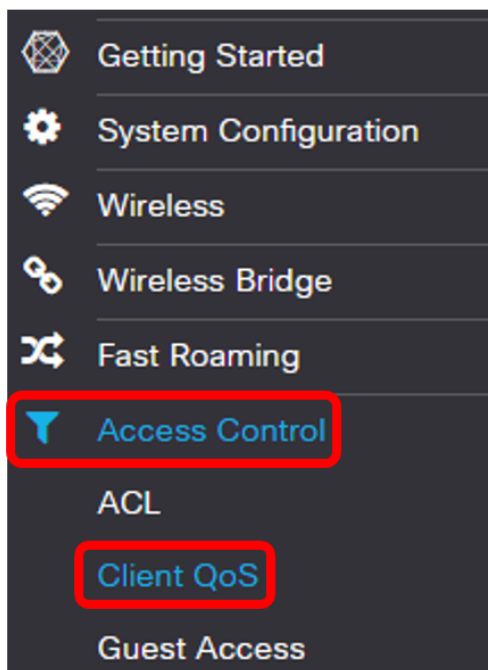 Getting Started
System Configuration
Wireless
Wireless Bridge
Fast Roaming
Access Control
ACL
Client QoS
Guest Access